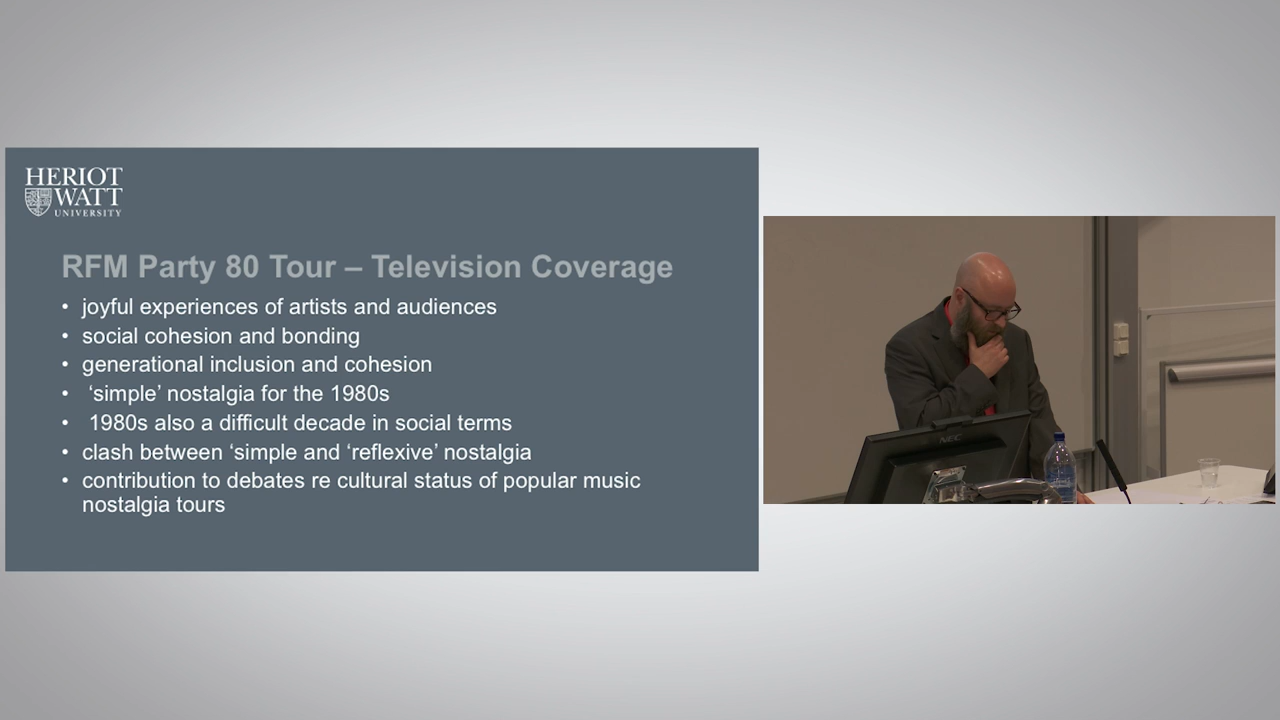 HERIOT
WATT
UNIVERSITY
RFM Party 80 Tour – Television Coverage
• joyful experiences of artists and audiences
• social cohesion and bonding
• generational inclusion and cohesion
• ‘simple’ nostalgia for the 1980s
• 1980s also a difficult decade in social terms
• clash between ‘simple and ‘reflexive’ nostalgia
• contribution to debates re cultural status of popular music
nostalgia tours
NEC